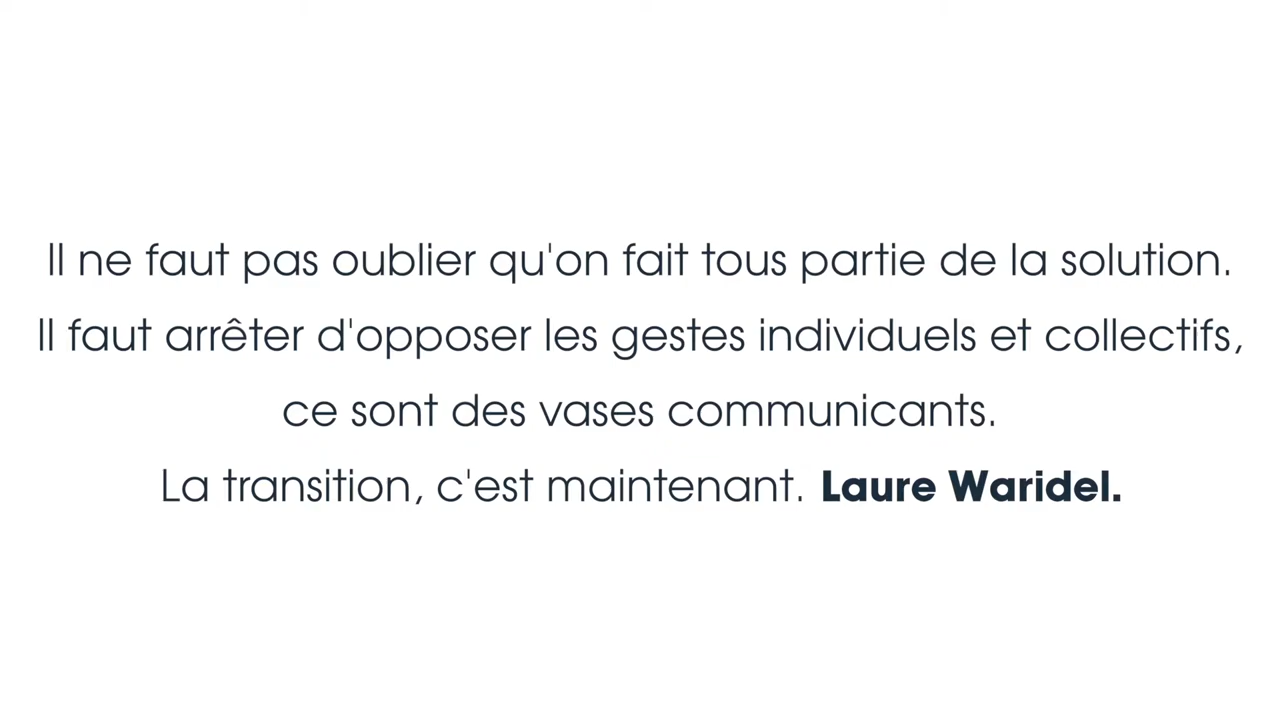 Il ne faut pas oublier qu'on fait tous partie de la solution.
Il faut arrêter d'opposer les gestes individuels et collectifs,
ce sont des vases communicants.
La transition, c'est maintenant. Laure Waridel.